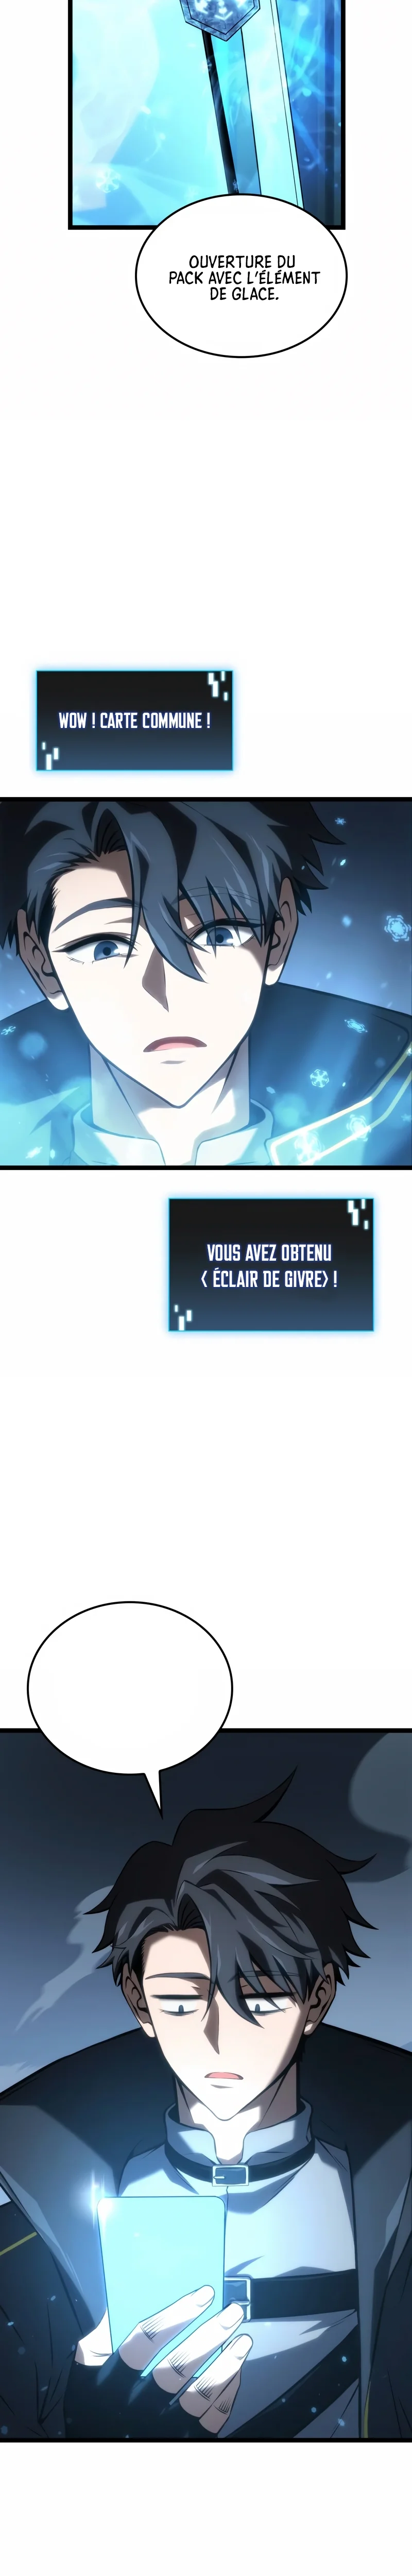 OUVERTURE DU
PACK AVEC L'ÉLÉMENT
DE GLACE.
WOW ! CARTE COMMUNE !
VOUS AVEZ OBTENU
< ÉCLAIR DE GIVRE> !